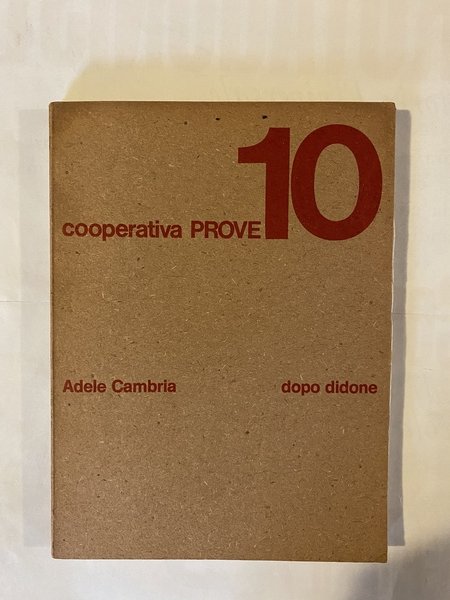 cooperativa PROVE 10
Adele Cambria dopo didone